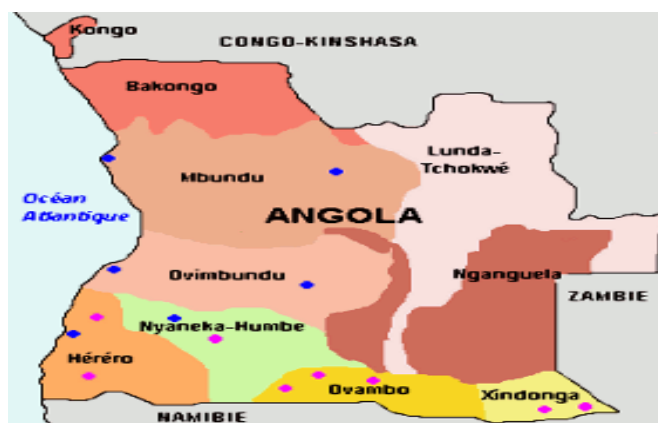 Kongo
CONGO-KINSHASA
Bakongo
Lunda-
Tchokwé
Mbundu
Océan
Atlantique
ANGOLA
Ovimbundu
Nganguela
ZAMBIE
Nyaneka-Humbe
Héréro
Ovambo
Xindonga
NAMIBIE